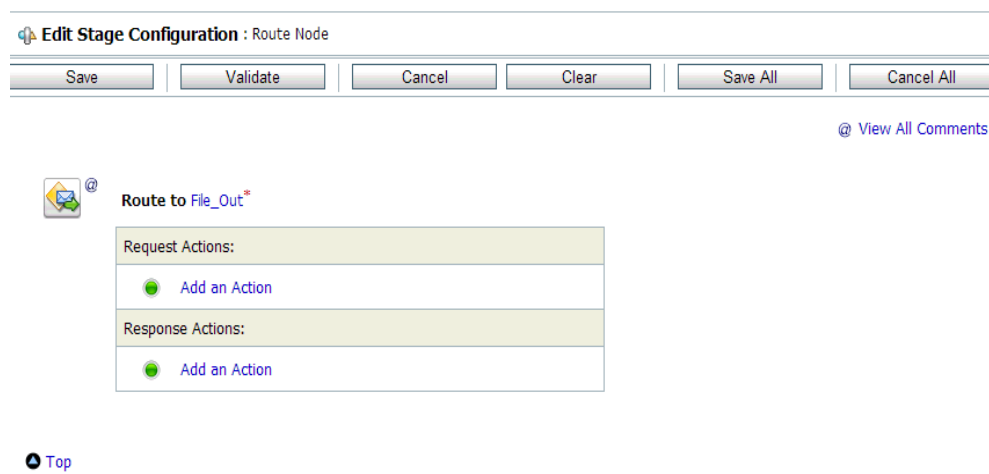 Edit Stage Configuration : Route Node
Save Validate Cancel Clear Save All Cancel All
@ View All Comments
@
Route to File_Out*
Request Actions:
Add an Action
Response Actions:
Add an Action
Top